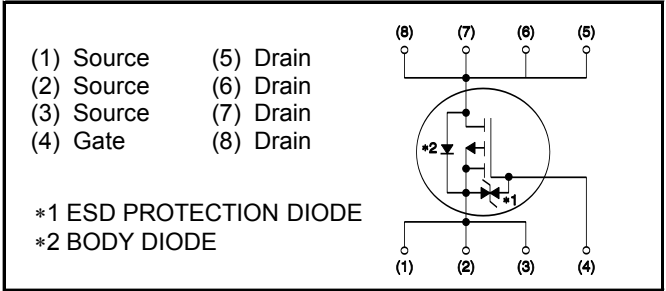 (1) Source (5) Drain
(2) Source (6) Drain
(3) Source (7) Drain
(4) Gate (8) Drain
∗1 ESD PROTECTION DIODE
∗2 BODY DIODE
(8) (7) (6) (5)
∗2
∗1
(1) (2) (3) (4)